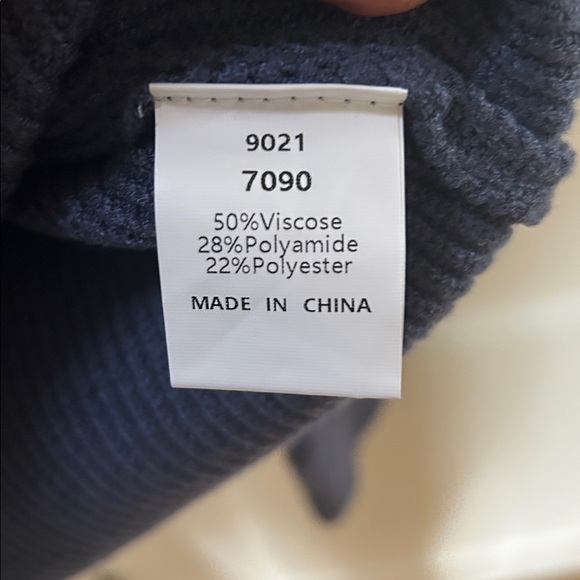 9021
7090
50%Viscose
28%Polyamide
22%Polyester
MADE IN CHINA